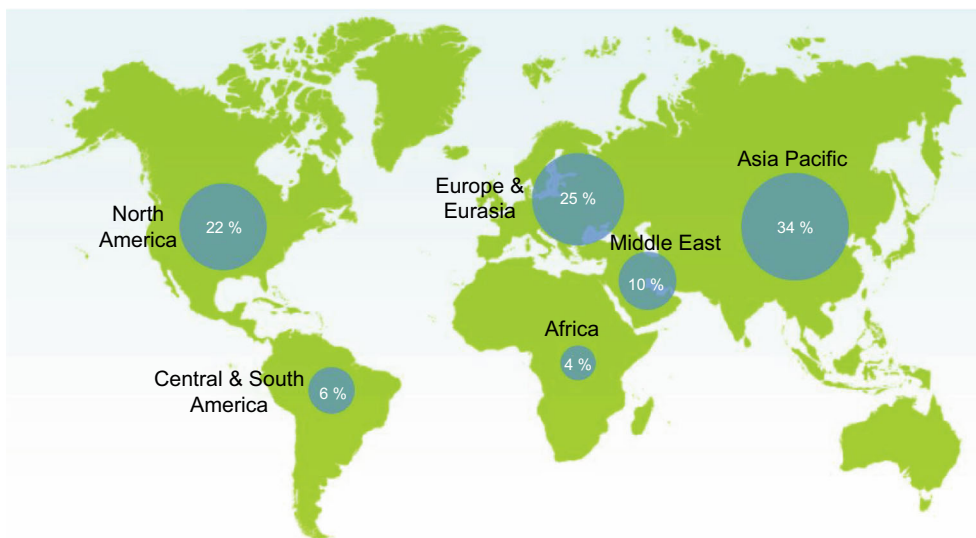 Asia Pacific
34 %
Europe &
Eurasia
25 %
North
America
22 %
Middle East
10 %
Africa
4 %
Central & South
America
6 %